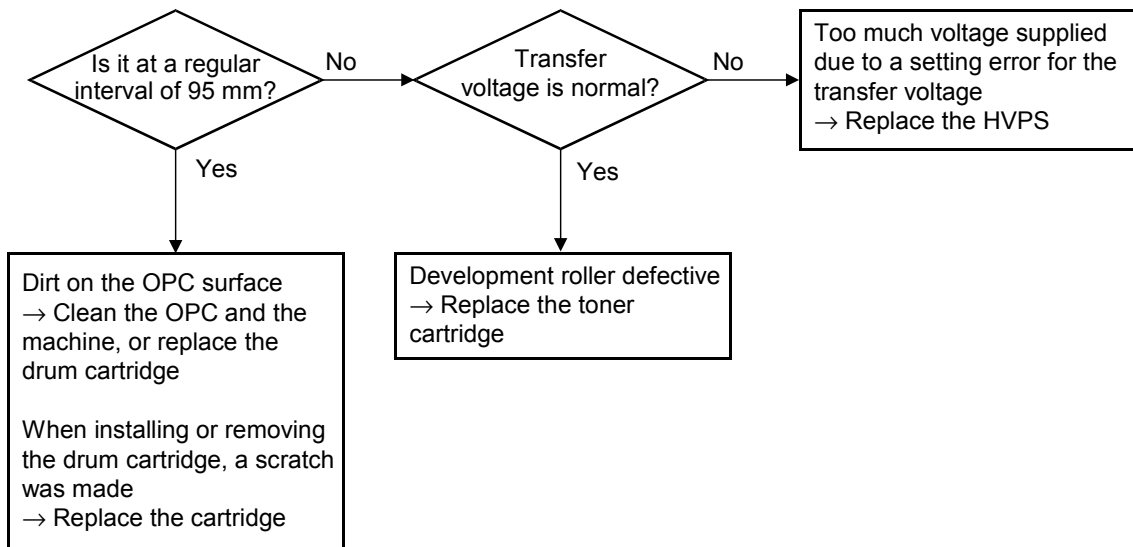 Is it at a regular
interval of 95 mm?
No
Transfer
voltage is normal?
No
Too much voltage supplied
due to a setting error for the
transfer voltage
→ Replace the HVPS
Yes
Yes
Dirt on the OPC surface
→ Clean the OPC and the
machine, or replace the
drum cartridge
When installing or removing
the drum cartridge, a scratch
was made
→ Replace the cartridge
Development roller defective
→ Replace the toner
cartridge